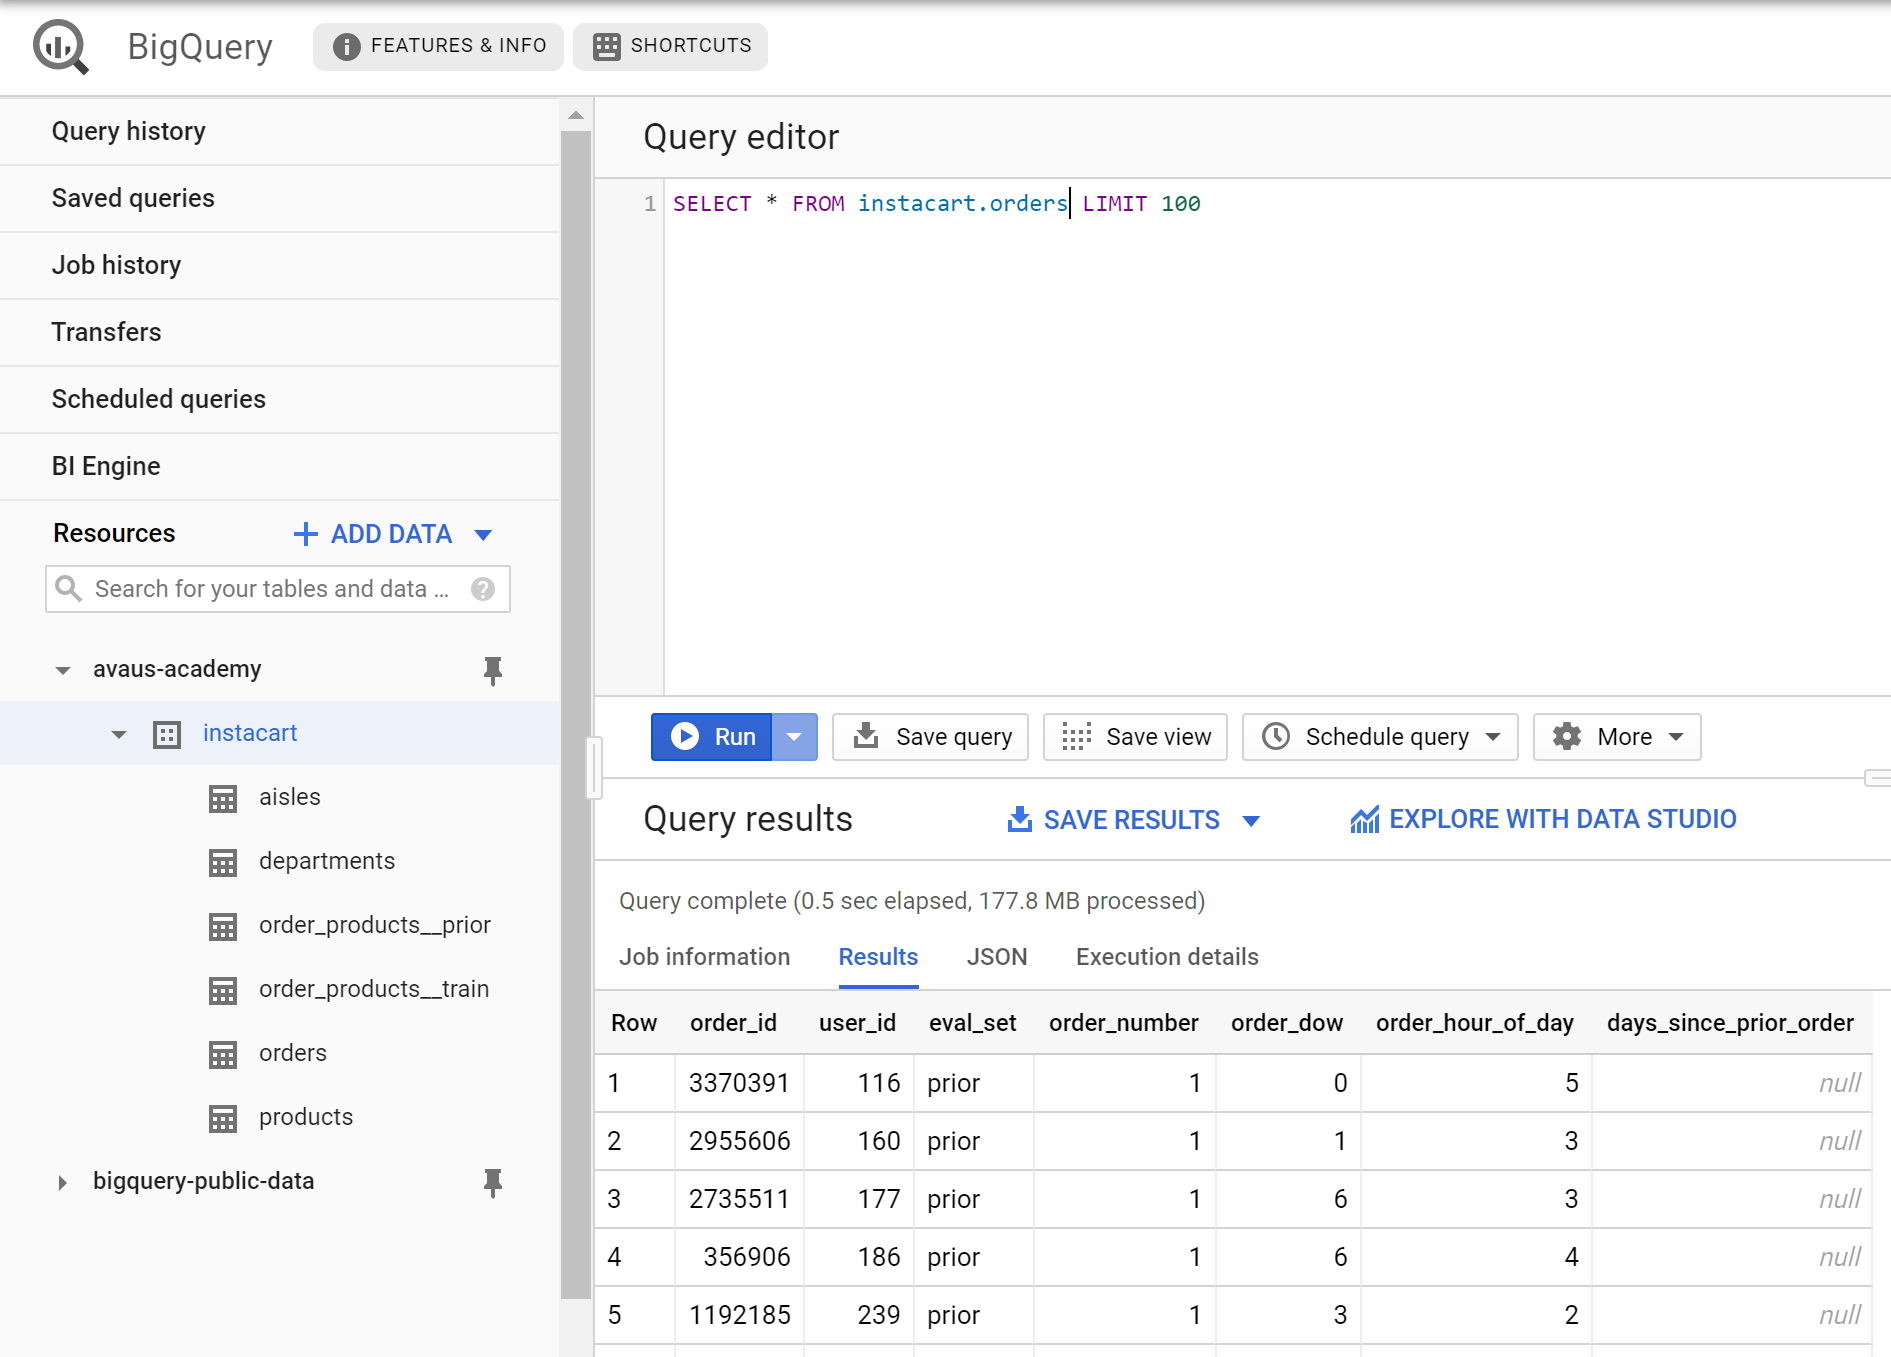 BigQuery FEATURES & INFO SHORTCUTS
Query history
Saved queries
Job history
Transfers
Scheduled queries
BI Engine
Resources ADD DATA
Search for your tables and data ...
avaus-academy
instacart
aisles
departments
order_products__prior
order_products__train
orders
products
bigquery-public-data
Query editor
1 SELECT * FROM instacart.orders LIMIT 100
Run Save query Save view Schedule query More
Query results SAVE RESULTS EXPLORE WITH DATA STUDIO
Query complete (0.5 sec elapsed, 177.8 MB processed)
Job information Results JSON Execution details
Row order_id user_id eval_set order_number order_dow order_hour_of_day days_since_prior_order
1 3370391 116 prior 1 0 5 null
2 2955606 160 prior 1 1 3 null
3 2735511 177 prior 1 6 3 null
4 356906 186 prior 1 6 4 null
5 1192185 239 prior 1 3 2 null